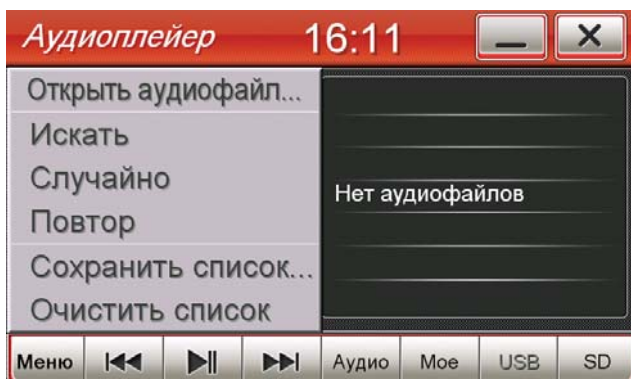 Аудиоплейер 16:11
Открыть аудиофайл...
Искать
Случайно
Повтор
Сохранить список...
Очистить список
Нет аудиофайлов
Меню Аудио Мое USB SD